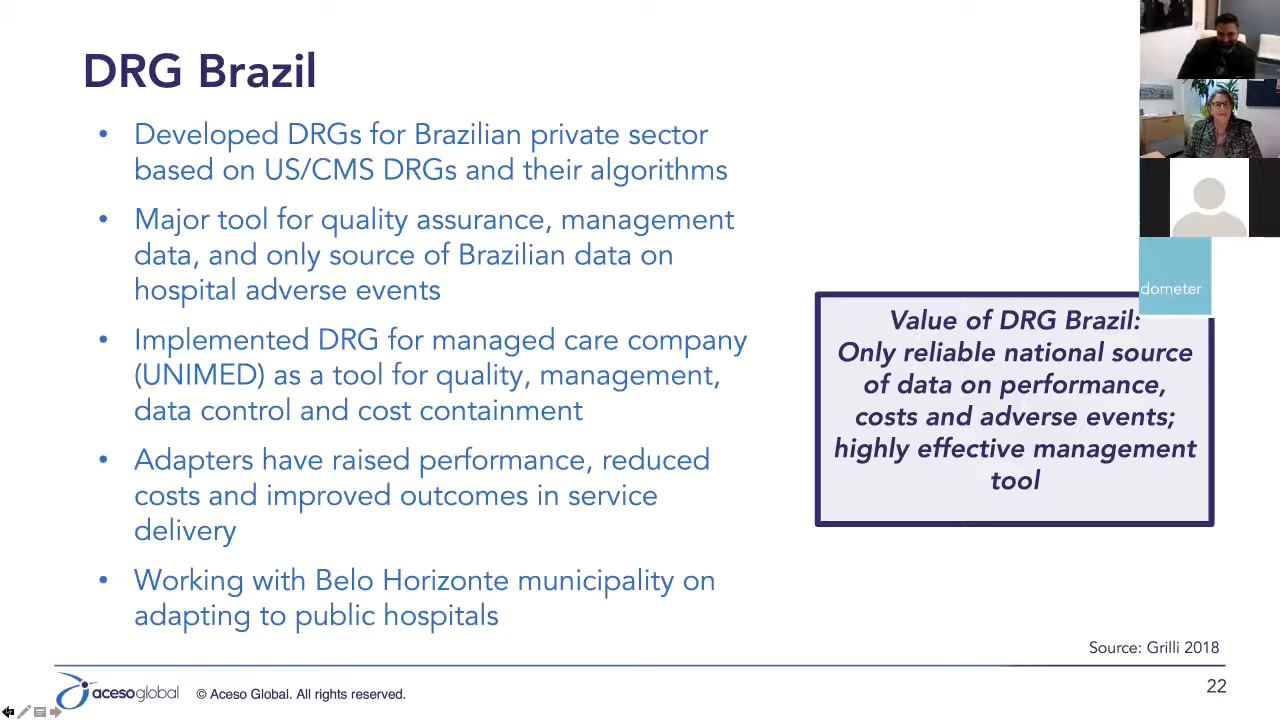 DRG Brazil
• Developed DRGs for Brazilian private sector
based on US/CMS DRGs and their algorithms
• Major tool for quality assurance, management
data, and only source of Brazilian data on
hospital adverse events
• Implemented DRG for managed care company
(UNIMED) as a tool for quality, management,
data control and cost containment
• Adapters have raised performance, reduced
costs and improved outcomes in service
delivery
• Working with Belo Horizonte municipality on
adapting to public hospitals
dometer
Value of DRG Brazil:
Only reliable national source
of data on performance,
costs and adverse events;
highly effective management
tool
Source: Grilli 2018
acesoglobal
© Aceso Global. All rights reserved.
22